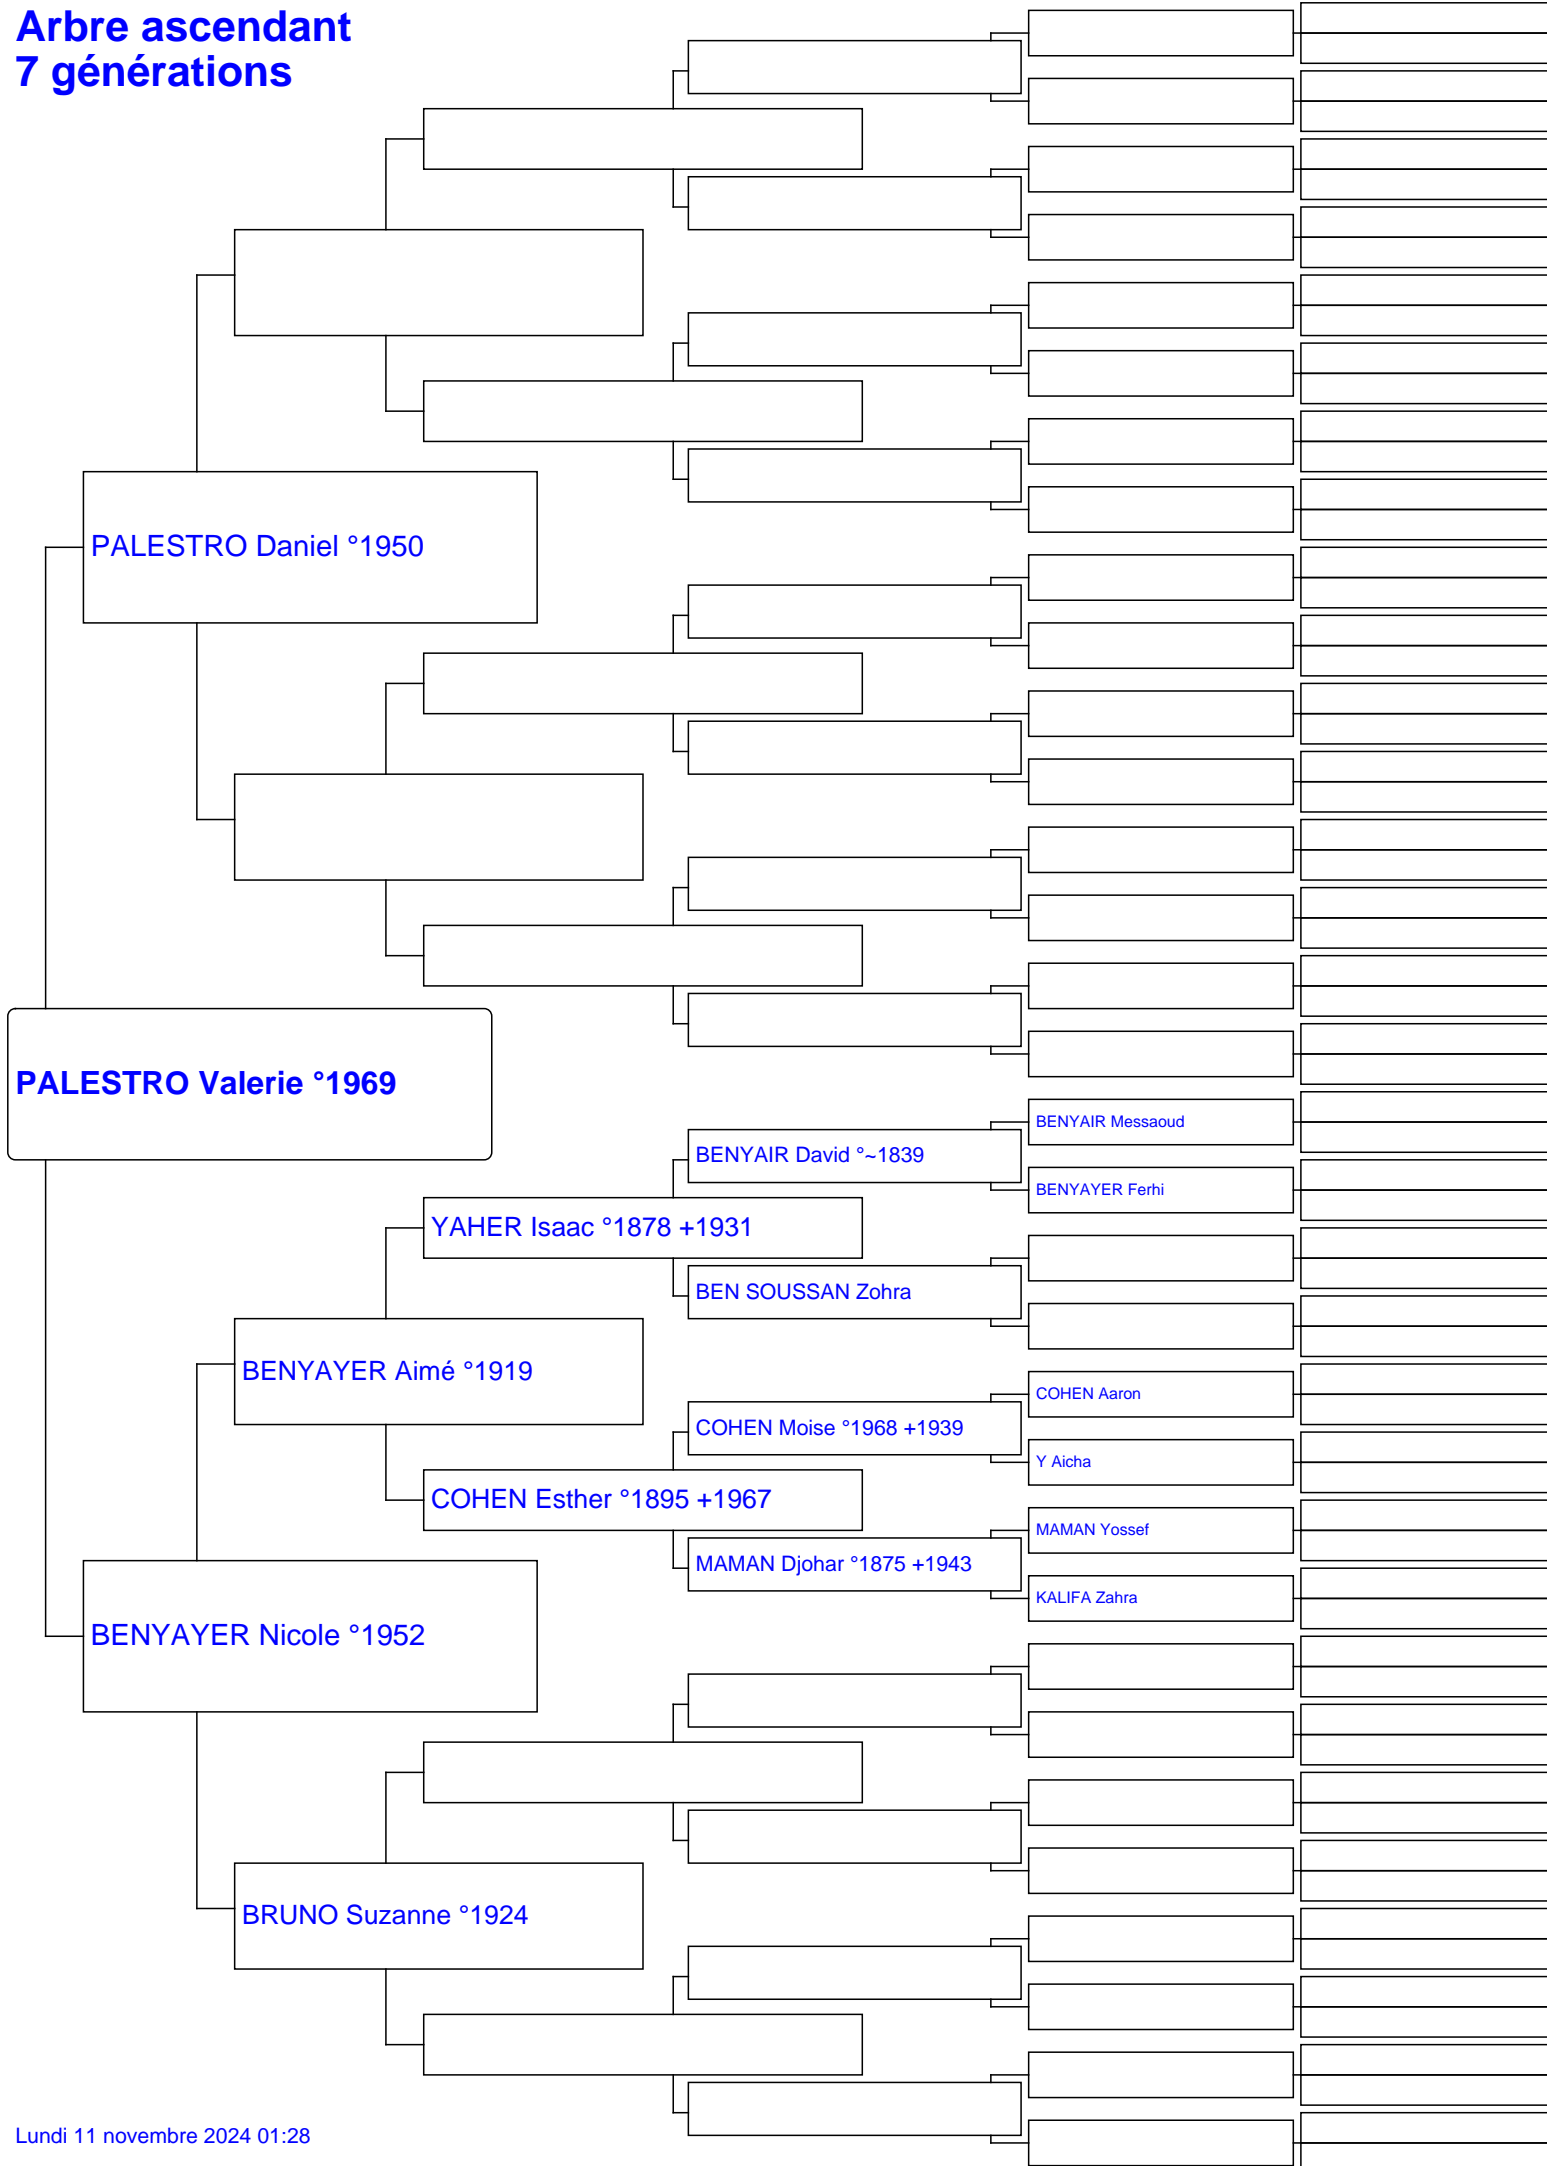 Arbre ascendant
7 générations
PALESTRO Daniel °1950
PALESTRO Valerie °1969
BENYAIR Messaoud
BENYAIR David °~1839
BENYAYER Ferhi
YAHER Isaac °1878 +1931
BEN SOUSSAN Zohra
BENYAYER Aimé °1919
COHEN Aaron
COHEN Moise °1968 +1939
Y Aicha
COHEN Esther °1895 +1967
MAMAN Yossef
MAMAN Djohar °1875 +1943
KALIFA Zahra
BENYAYER Nicole °1952
BRUNO Suzanne °1924
Lundi 11 novembre 2024 01:28